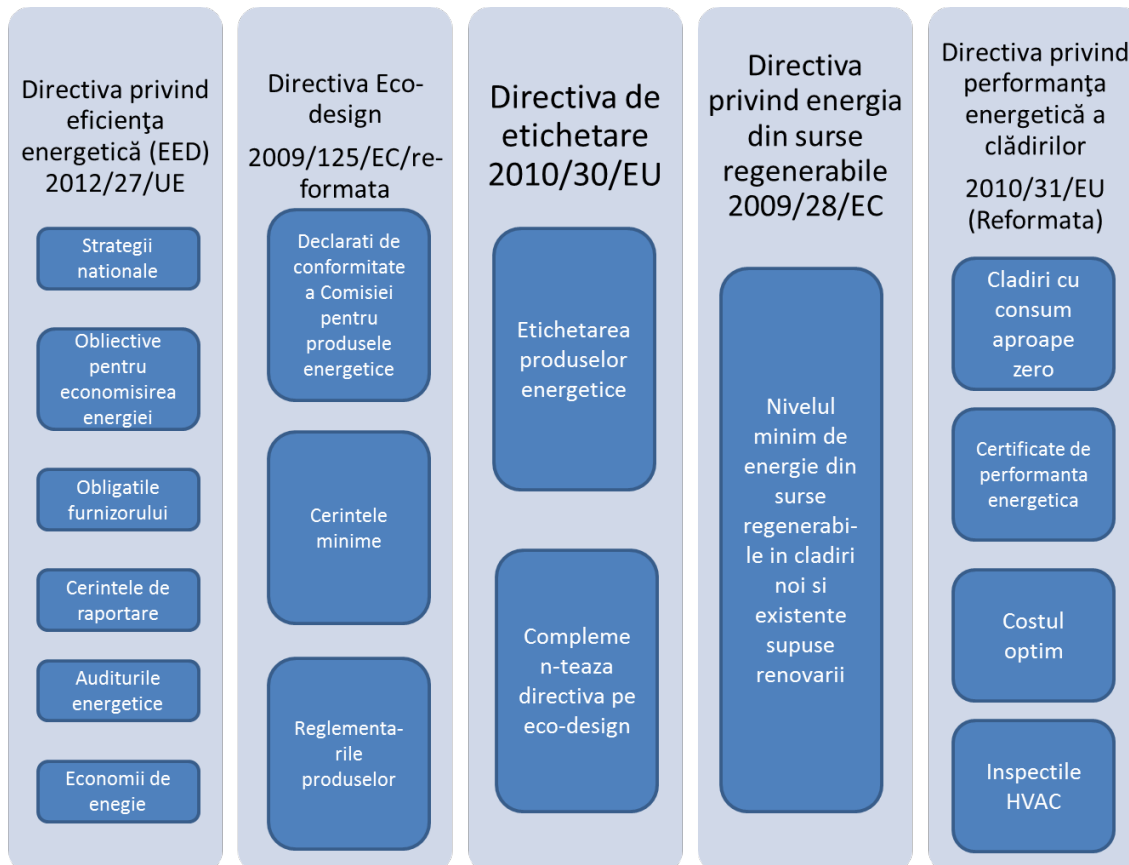 Directiva privind
eficienţa
energetică (EED)
2012/27/UE
Strategii
nationale
Obliective
pentru
economisirea
energiei
Obligatile
furnizorului
Cerintele de
raportare
Auditurile
energetice
Economii de
enegie
Directiva Eco-
design
2009/125/EC/re-
formata
Declarati de
conformitate
a Comisiei
pentru
produsele
energetice
Cerintele
minime
Reglementa-
rile
produselor
Directiva de
etichetare
2010/30/EU
Etichetarea
produselor
energetice
Compleme
n-teaza
directiva pe
eco-design
Directiva
privind energia
din surse
regenerabile
2009/28/EC
Nivelul
minim de
energie din
surse
regenerabi-
le in cladiri
noi si
existente
supuse
renovarii
Directiva privind
performanţa
energetică a
clădirilor
2010/31/EU
(Reformata)
Cladiri cu
consum
aproape
zero
Certificate de
performanta
energetica
Costul
optim
Inspectile
HVAC